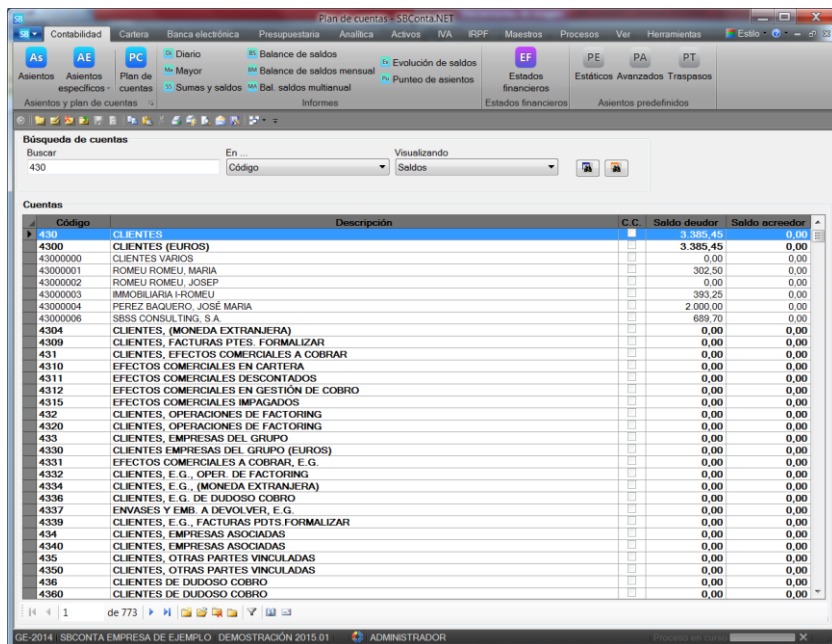 SB Plan de cuentas - SBConta.NET
SB Contabilidad Cartera Banca electrónica Presupuestaria Analítica Activos IVA IRPF Maestros Procesos Ver Herramientas Estilo
As AE PC Di Diario BS Balance de saldos Es Evolución de saldos EF PE PA PT
Asientos Asientos específicos Plan de cuentas Ma Mayor BM Balance de saldos mensual Pu Punteo de asientos Estados financieros Estáticos Avanzados Traspasos
SS Sumas y saldos MA Bal. saldos multianual
Asientos y plan de cuentas Informes Estados financieros Asientos predefinidos
Búsqueda de cuentas
Buscar En ... Visualizando
430 Código Saldos
Cuentas
Código Descripción C.C. Saldo deudor Saldo acreedor
430 CLIENTES 3.385,45 0,00
4300 CLIENTES (EUROS) 3.385,45 0,00
43000000 CLIENTES VARIOS 0,00 0,00
43000001 ROMEU ROMEU, MARIA 302,50 0,00
43000002 ROMEU ROMEU, JOSEP 0,00 0,00
43000003 IMMOBILIARIA I-ROMEU 393,25 0,00
43000004 PEREZ BAQUERO, JOSÉ MARIA 2.000,00 0,00
43000006 SBSS CONSULTING, S.A. 689,70 0,00
4304 CLIENTES, (MONEDA EXTRANJERA) 0,00 0,00
4309 CLIENTES, FACTURAS PTES. FORMALIZAR 0,00 0,00
431 CLIENTES, EFECTOS COMERCIALES A COBRAR 0,00 0,00
4310 EFECTOS COMERCIALES EN CARTERA 0,00 0,00
4311 EFECTOS COMERCIALES DESCONTADOS 0,00 0,00
4312 EFECTOS COMERCIALES EN GESTIÓN DE COBRO 0,00 0,00
4315 EFECTOS COMERCIALES IMPAGADOS 0,00 0,00
432 CLIENTES, OPERACIONES DE FACTORING 0,00 0,00
4320 CLIENTES, OPERACIONES DE FACTORING 0,00 0,00
433 CLIENTES, EMPRESAS DEL GRUPO 0,00 0,00
4330 CLIENTES EMPRESAS DEL GRUPO (EUROS) 0,00 0,00
4331 EFECTOS COMERCIALES A COBRAR, E.G. 0,00 0,00
4332 CLIENTES, E.G., OPER. DE FACTORING 0,00 0,00
4334 CLIENTES, E.G., (MONEDA EXTRANJERA) 0,00 0,00
4336 CLIENTES, E.G. DE DUDOSO COBRO 0,00 0,00
4337 ENVASES Y EMB. A DEVOLVER, E.G. 0,00 0,00
4339 CLIENTES, E.G., FACTURAS PDTS.FORMALIZAR 0,00 0,00
434 CLIENTES, EMPRESAS ASOCIADAS 0,00 0,00
4340 CLIENTES, EMPRESAS ASOCIADAS 0,00 0,00
435 CLIENTES, OTRAS PARTES VINCULADAS 0,00 0,00
4350 CLIENTES, OTRAS PARTES VINCULADAS 0,00 0,00
436 CLIENTES DE DUDOSO COBRO 0,00 0,00
4360 CLIENTES DE DUDOSO COBRO 0,00 0,00
1 de 773
GE-2014 SBCONTA EMPRESA DE EJEMPLO DEMOSTRACIÓN 2015.01 ADMINISTRADOR Proceso en curso